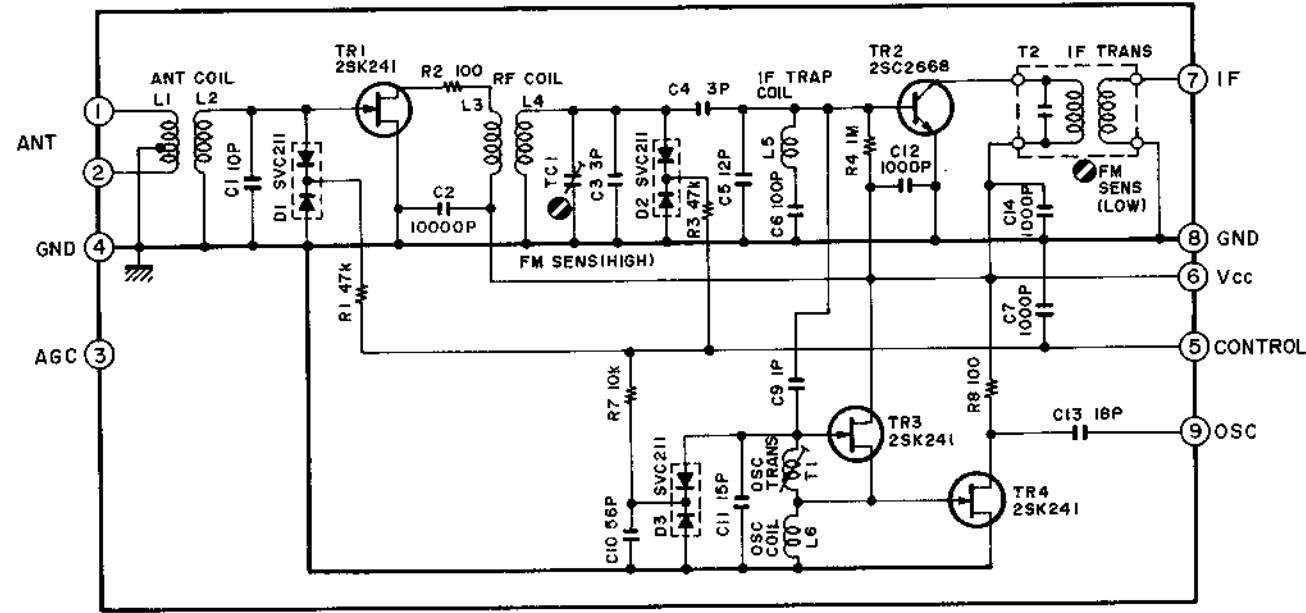 TR1
2SK241
R2 100
ANT COIL
L1 L2
RF COIL
L3 L4
C4 3P
IF TRAP
COIL
TR2
2SC2668
T2 IF TRANS
7 IF
1
ANT
2
C1 10P
D1 SVC211
C2
10000P
TC1
C3 3P
D2 SVC211
R3 47k
C5 12P
L5
C6 100P
R4 1M
C12
1000P
FM
SENS
(LOW)
C14
1000P
GND 4
FM SENS(HIGH)
8 GND
6 Vcc
R1 47k
C7
1000P
AGC 3
5 CONTROL
R7 10k
C9 1P
R8 100
TR3
2SK241
C13 18P
9 OSC
SVC211
D3
C10 56P
C11 15P
OSC
TRANS
T1
OSC
COIL
L6
TR4
2SK241